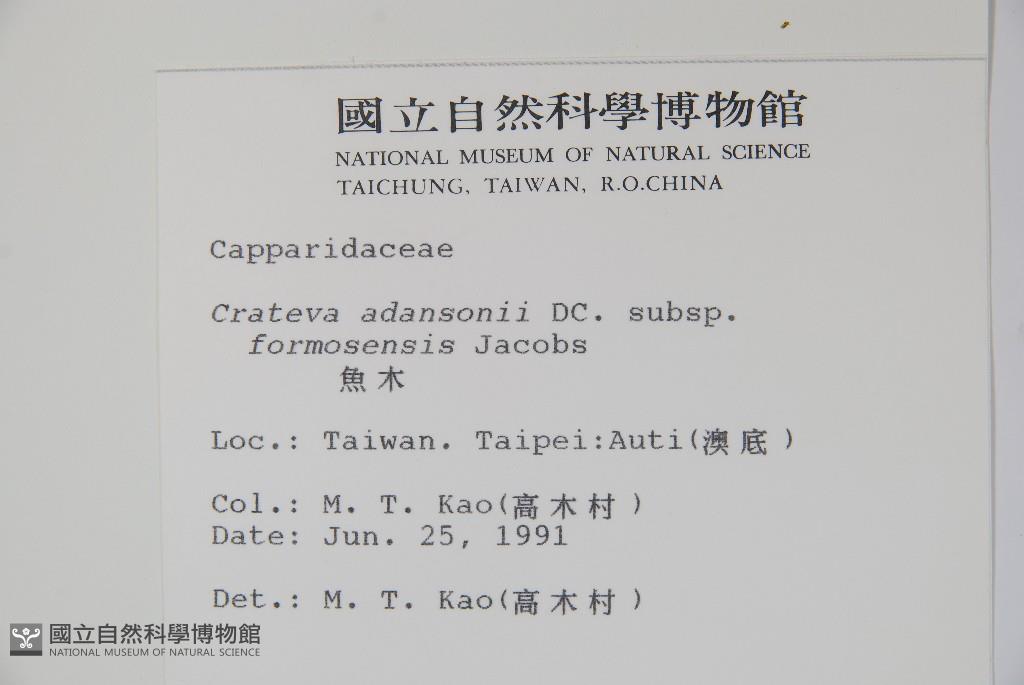 國立自然科學博物館
NATIONAL MUSEUM OF NATURAL SCIENCE
TAICHUNG, TAIWAN, R.O.CHINA
Capparidaceae
Crateva adansonii DC. subsp.
formosensis Jacobs
魚木
Loc.: Taiwan. Taipei:Auti(澳底)
Col.: M. T. Kao(高木村)
Date: Jun. 25, 1991
Det.: M. T. Kao(高木村)
國立自然科學博物館
NATIONAL MUSEUM OF NATURAL SCIENCE